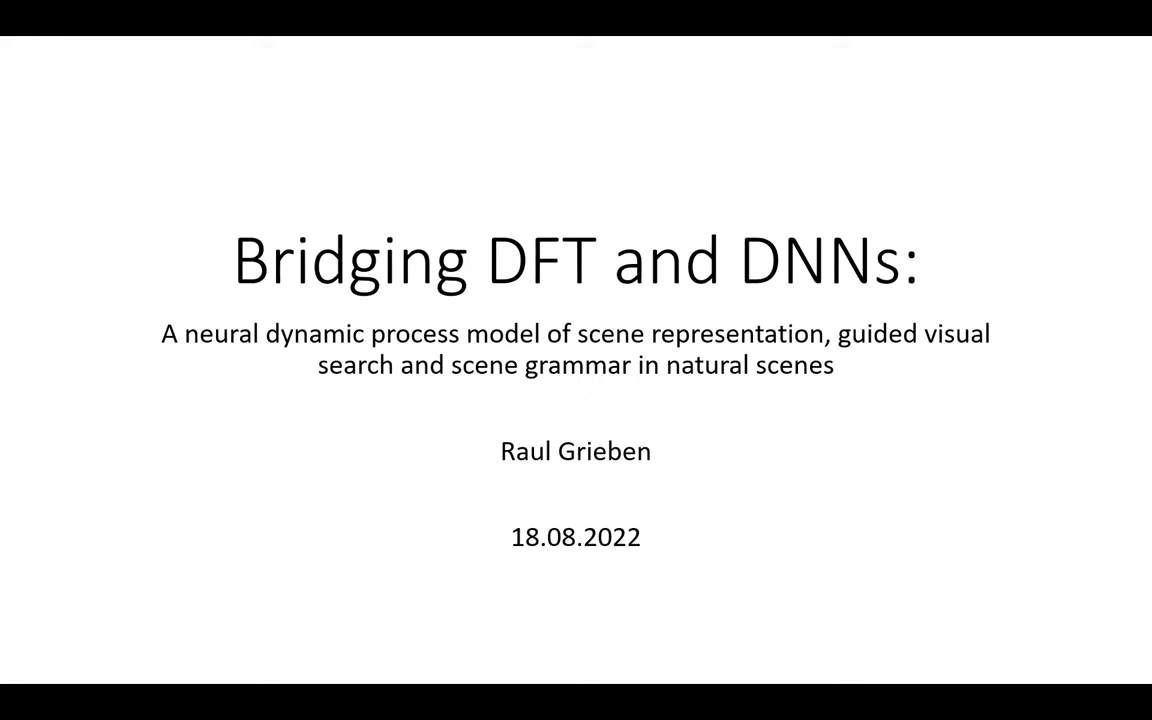 Bridging DFT and DNNs:
A neural dynamic process model of scene representation, guided visual
search and scene grammar in natural scenes
Raul Grieben
18.08.2022